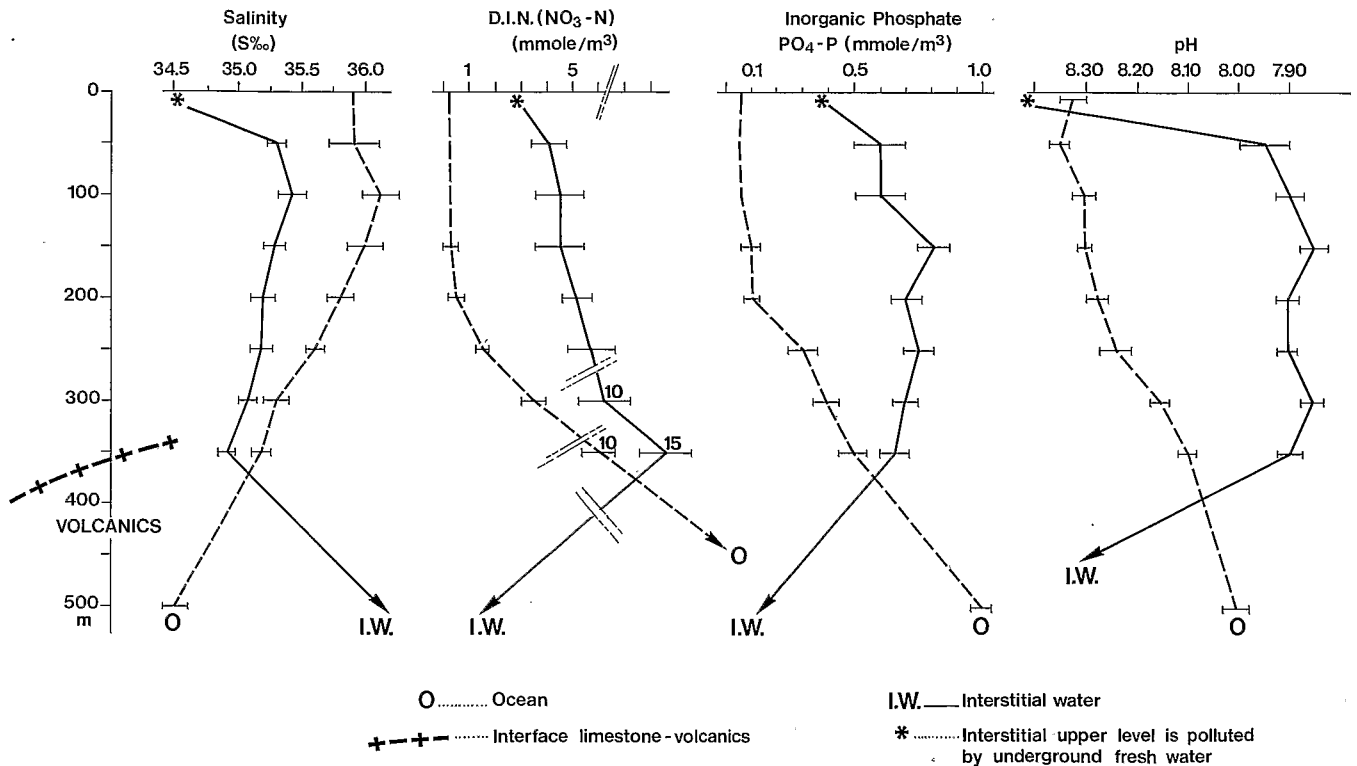 Salinity
(S‰)
34.5 35.0 35.5 36.0
D.I.N.(NO3-N)
(mmole/m3)
1 5
Inorganic Phosphate
PO4-P (mmole/m3)
0.1 0.5 1.0
pH
8.30 8.20 8.10 8.00 7.90
0
*
*
*
*
100
200
300
10
10
15
400
VOLCANICS
500
m
O
I.W.
I.W.
O
I.W.
O
I.W.
O
O.......... Ocean
I.W. Interstitial water
Interface limestone-volcanics
* ......... Interstitial upper level is polluted
by underground fresh water